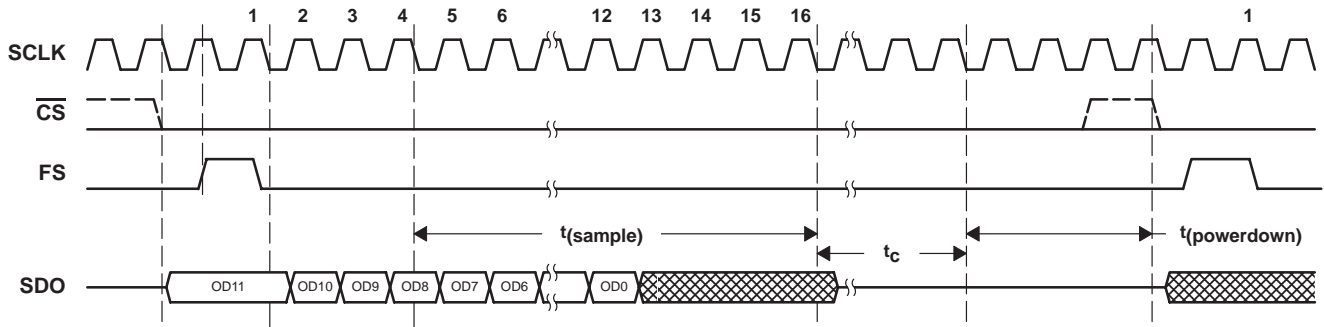 1 2 3 4 5 6 12 13 14 15 16 1
SCLK
CS
FS
t(sample) t(powerdown)
tc
SDO OD11 OD10 OD9 OD8 OD7 OD6 OD0